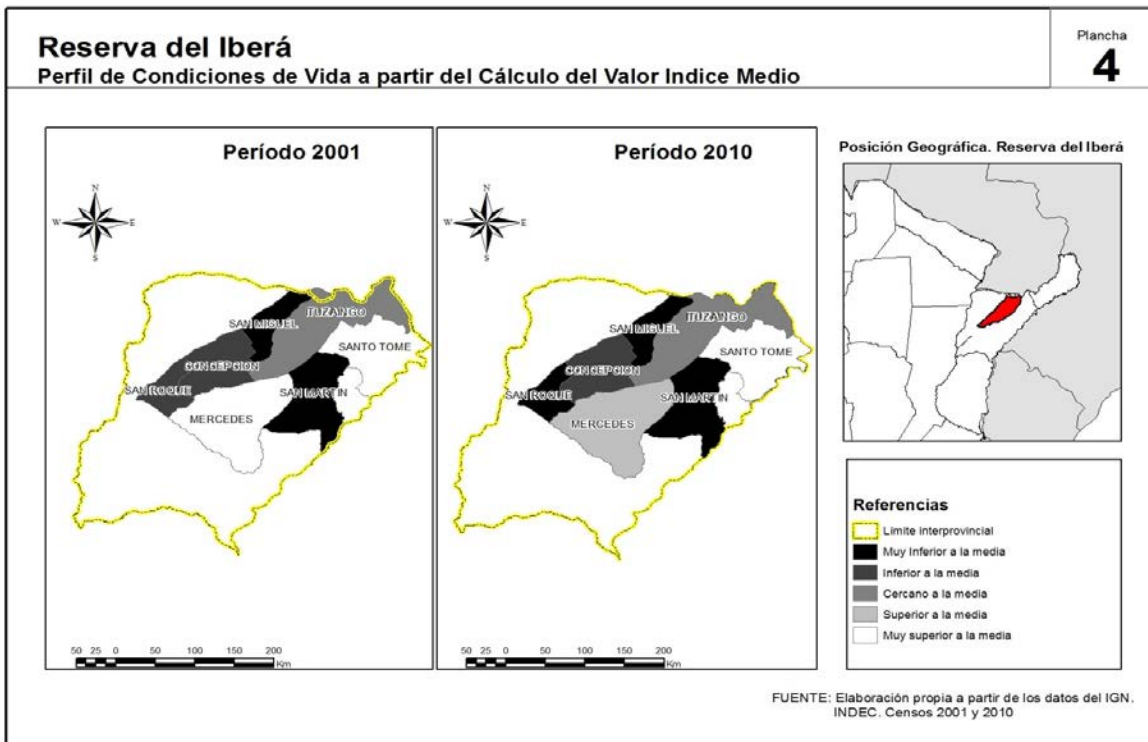 Reserva del Iberá
Perfil de Condiciones de Vida a partir del Cálculo del Valor Indice Medio
Plancha
4
Período 2001
N
W
E
S
SAN MIGUEL
ITUZANGO
SANTO TOME
CONCEPCION
SAN ROQUE
SAN MARTIN
MERCEDES
50 25 0 50 100 150 200
Km
Período 2010
N
W
E
S
SAN MIGUEL
ITUZANGO
SANTO TOME
CONCEPCION
SAN ROQUE
SAN MARTIN
MERCEDES
50 25 0 50 100 150 200
Km
Posición Geográfica. Reserva del Iberá
Referencias
Límite interprovincial
Muy Inferior a la media
Inferior a la media
Cercano a la media
Superior a la media
Muy superior a la media
FUENTE: Elaboración propia a partir de los datos del IGN.
INDEC. Censos 2001 y 2010